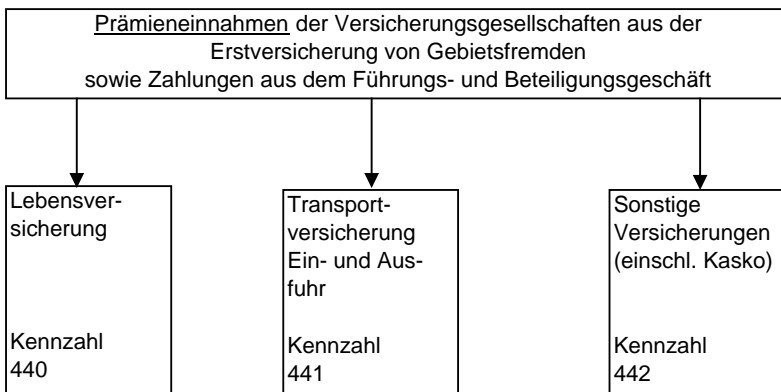 Prämieneinnahmen der Versicherungsgesellschaften aus der
Erstversicherung von Gebietsfremden
sowie Zahlungen aus dem Führungs- und Beteiligungsgeschäft
Lebensver-
sicherung
Kennzahl
440
Transport-
versicherung
Ein- und Aus-
fuhr
Kennzahl
441
Sonstige
Versicherungen
(einschl. Kasko)
Kennzahl
442